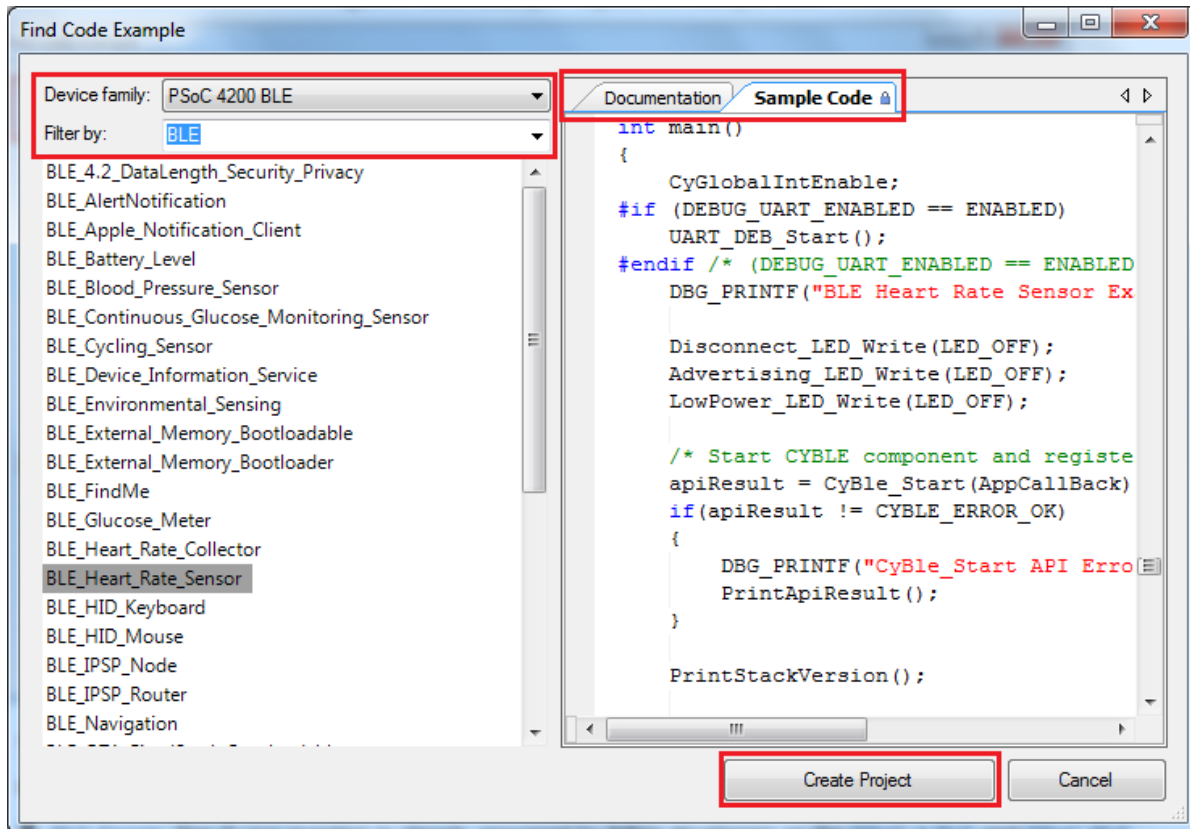 Find Code Example
Device family: PSoC 4200 BLE
Filter by: BLE
BLE_4.2_DataLength_Security_Privacy
BLE_AlertNotification
BLE_Apple_Notification_Client
BLE_Battery_Level
BLE_Blood_Pressure_Sensor
BLE_Continuous_Glucose_Monitoring_Sensor
BLE_Cycling_Sensor
BLE_Device_Information_Service
BLE_Environmental_Sensing
BLE_External_Memory_Bootloadable
BLE_External_Memory_Bootloader
BLE_FindMe
BLE_Glucose_Meter
BLE_Heart_Rate_Collector
BLE_Heart_Rate_Sensor
BLE_HID_Keyboard
BLE_HID_Mouse
BLE_IPSP_Node
BLE_IPSP_Router
BLE_Navigation
Documentation Sample Code
int main()
{
    CyGlobalIntEnable;
#if (DEBUG_UART_ENABLED == ENABLED)
    UART_DEB_Start();
#endif /* (DEBUG_UART_ENABLED == ENABLED
    DBG_PRINTF("BLE Heart Rate Sensor Ex
    Disconnect_LED_Write(LED_OFF);
    Advertising_LED_Write(LED_OFF);
    LowPower_LED_Write(LED_OFF);
    /* Start CYBLE component and registe
    apiResult = CyBle_Start(AppCallBack)
    if(apiResult != CYBLE_ERROR_OK)
    {
        DBG_PRINTF("CyBle_Start API Erro
        PrintApiResult();
    }
    PrintStackVersion();
Create Project
Cancel